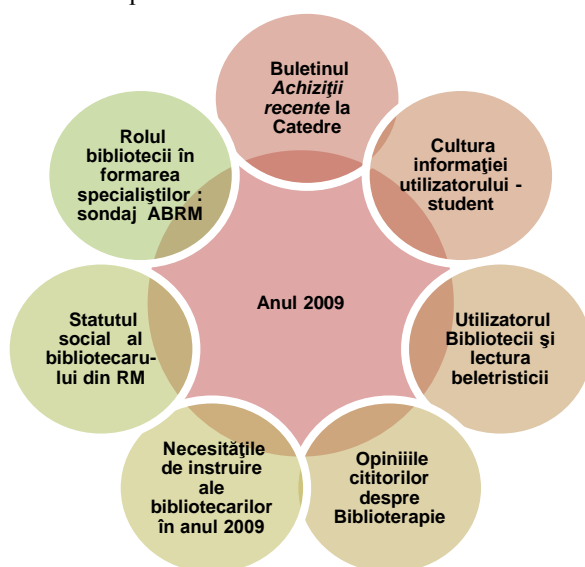 Buletinul
Achiziţii
recente la
Catedre
Cultura
informaţiei
utilizatorului -
student
Utilizatorul
Bibliotecii şi
lectura
beletristicii
Opiniiile
cititorilor
despre
Biblioterapie
Necesităţile
de instruire
ale
bibliotecarilor
în anul 2009
Statutul
social al
bibliotecaru-
lui din RM
Rolul
bibliotecii în
formarea
specialiştilor :
sondaj ABRM
Anul 2009